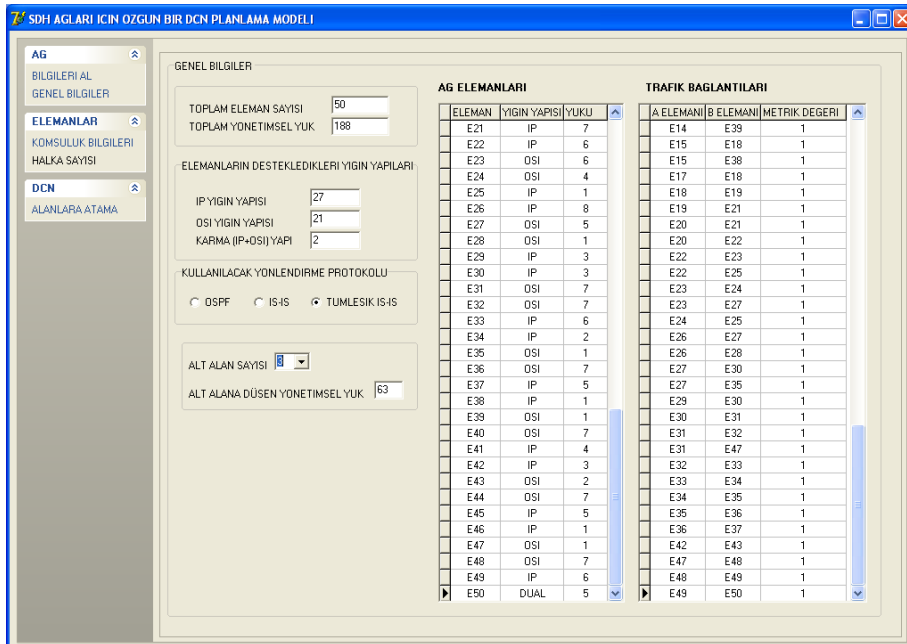 SDH AGLARI ICIN OZGUN BIR DCN PLANLAMA MODELI
AG
BILGILERI AL
GENEL BILGILER
ELEMANLAR
KOMSULUK BILGILERI
HALKA SAYISI
DCN
ALANLARA ATAMA
GENEL BILGILER
TOPLAM ELEMAN SAYISI 50
TOPLAM YONETIMSEL YUK 188
ELEMANLARIN DESTEKLEDIKLERI YIGIN YAPILARI
IP YIGIN YAPISI 27
OSI YIGIN YAPISI 21
KARMA (IP+OSI) YAPI 2
KULLANILACAK YONLENDIRME PROTOKOLU
OSPF IS-IS TUMLESIK IS-IS
ALT ALAN SAYISI 3
ALT ALANA DÜSEN YONETIMSEL YUK 63
AG ELEMANLARI
ELEMAN YIGIN YAPISI YUKU
E21 IP 7
E22 IP 6
E23 OSI 6
E24 OSI 4
E25 IP 1
E26 IP 8
E27 OSI 5
E28 OSI 1
E29 IP 3
E30 IP 3
E31 OSI 7
E32 OSI 7
E33 IP 6
E34 IP 2
E35 OSI 1
E36 OSI 7
E37 IP 5
E38 IP 1
E39 OSI 1
E40 OSI 7
E41 IP 4
E42 IP 3
E43 OSI 2
E44 OSI 7
E45 IP 5
E46 IP 1
E47 OSI 1
E48 OSI 7
E49 IP 6
E50 DUAL 5
TRAFIK BAGLANTILARI
A ELEMANI B ELEMANI METRIK DEGERI
E14 E39 1
E15 E18 1
E15 E38 1
E17 E18 1
E18 E19 1
E19 E21 1
E20 E21 1
E20 E22 1
E22 E23 1
E22 E25 1
E23 E24 1
E23 E27 1
E24 E25 1
E26 E27 1
E26 E28 1
E27 E30 1
E27 E35 1
E29 E30 1
E30 E31 1
E31 E32 1
E31 E47 1
E32 E33 1
E33 E34 1
E34 E35 1
E35 E36 1
E36 E37 1
E42 E43 1
E47 E48 1
E48 E49 1
E49 E50 1